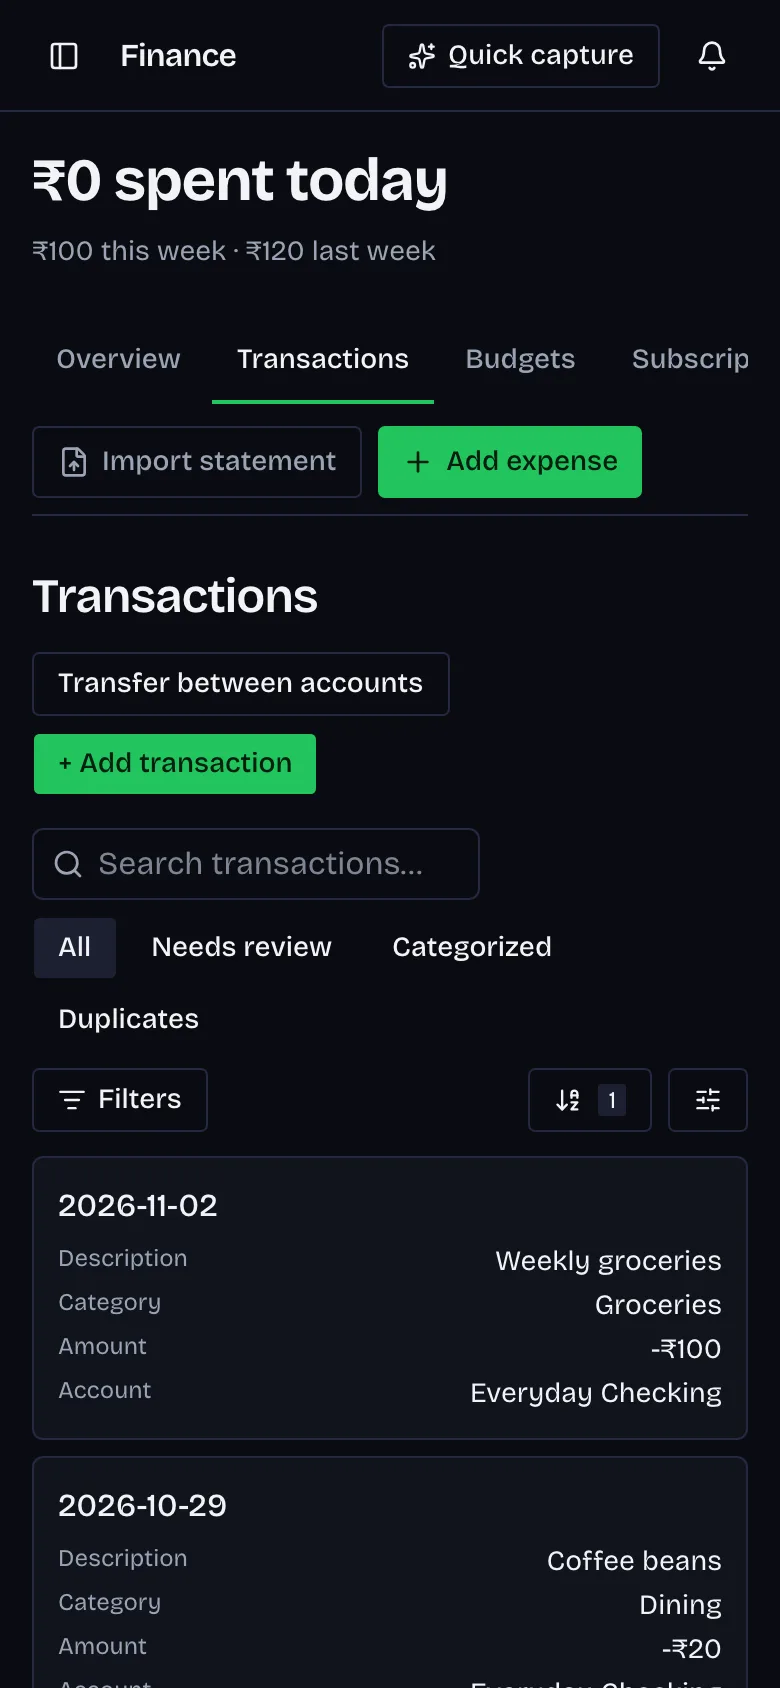 Finance
Quick capture
₹0 spent today
₹100 this week · ₹120 last week
Overview Transactions Budgets Subscrip
Import statement
+ Add expense
Transactions
Transfer between accounts
+ Add transaction
Search transactions...
All Needs review Categorized
Duplicates
Filters
1
2026-11-02
Description Weekly groceries
Category Groceries
Amount -₹100
Account Everyday Checking
2026-10-29
Description Coffee beans
Category Dining
Amount -₹20
Account Everyday Checking